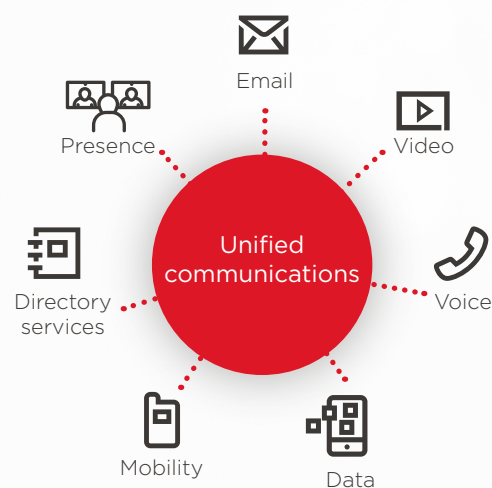 Email
Presence
Video
Unified
communications
Directory
services
Voice
Mobility
Data